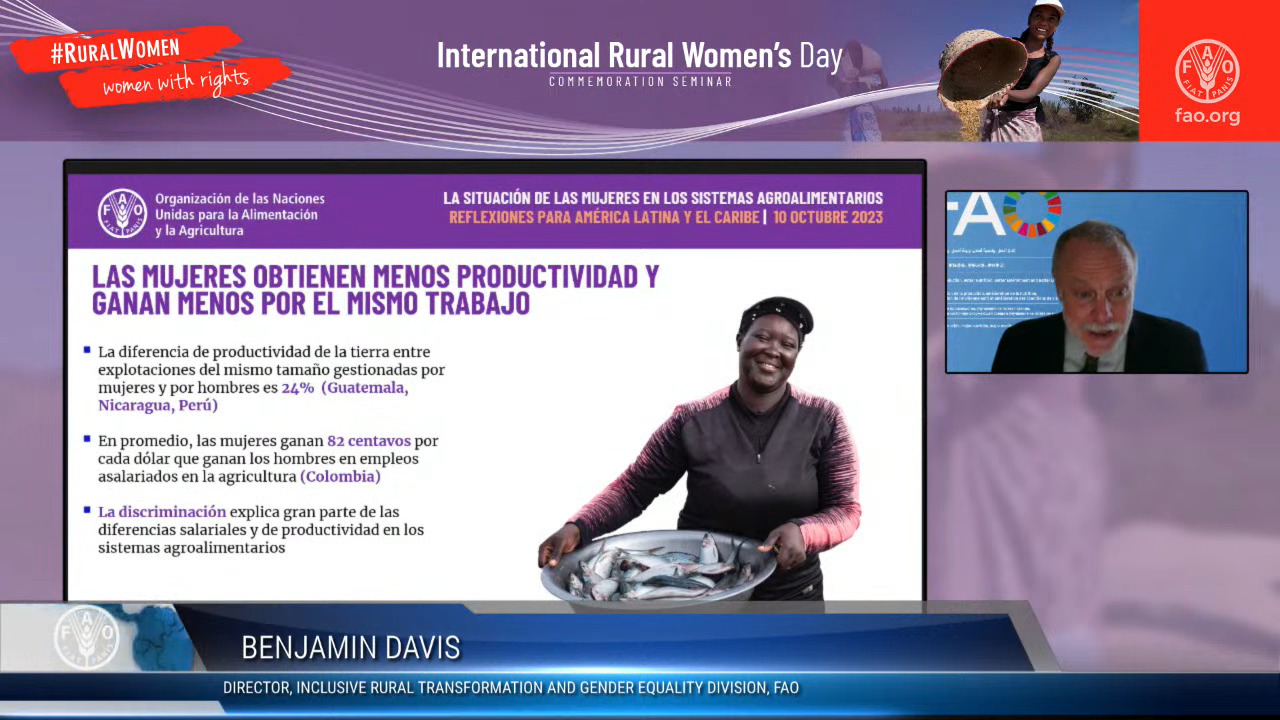 #RURALWOMEN
women with rights
International Rural Women's Day
COMMEMORATION SEMINAR
FAO
FIAT PANIS
fao.org
FAO
Organización de las Naciones
Unidas para la Alimentación
y la Agricultura
LA SITUACIÓN DE LAS MUJERES EN LOS SISTEMAS AGROALIMENTARIOS
REFLEXIONES PARA AMÉRICA LATINA Y EL CARIBE | 10 OCTUBRE 2023
LAS MUJERES OBTIENEN MENOS PRODUCTIVIDAD Y
GANAN MENOS POR EL MISMO TRABAJO
La diferencia de productividad de la tierra entre
explotaciones del mismo tamaño gestionadas por
mujeres y por hombres es 24% (Guatemala,
Nicaragua, Perú)
En promedio, las mujeres ganan 82 centavos por
cada dólar que ganan los hombres en empleos
asalariados en la agricultura (Colombia)
La discriminación explica gran parte de las
diferencias salariales y de productividad en los
sistemas agroalimentarios
FAO
BENJAMIN DAVIS
DIRECTOR, INCLUSIVE RURAL TRANSFORMATION AND GENDER EQUALITY DIVISION, FAO